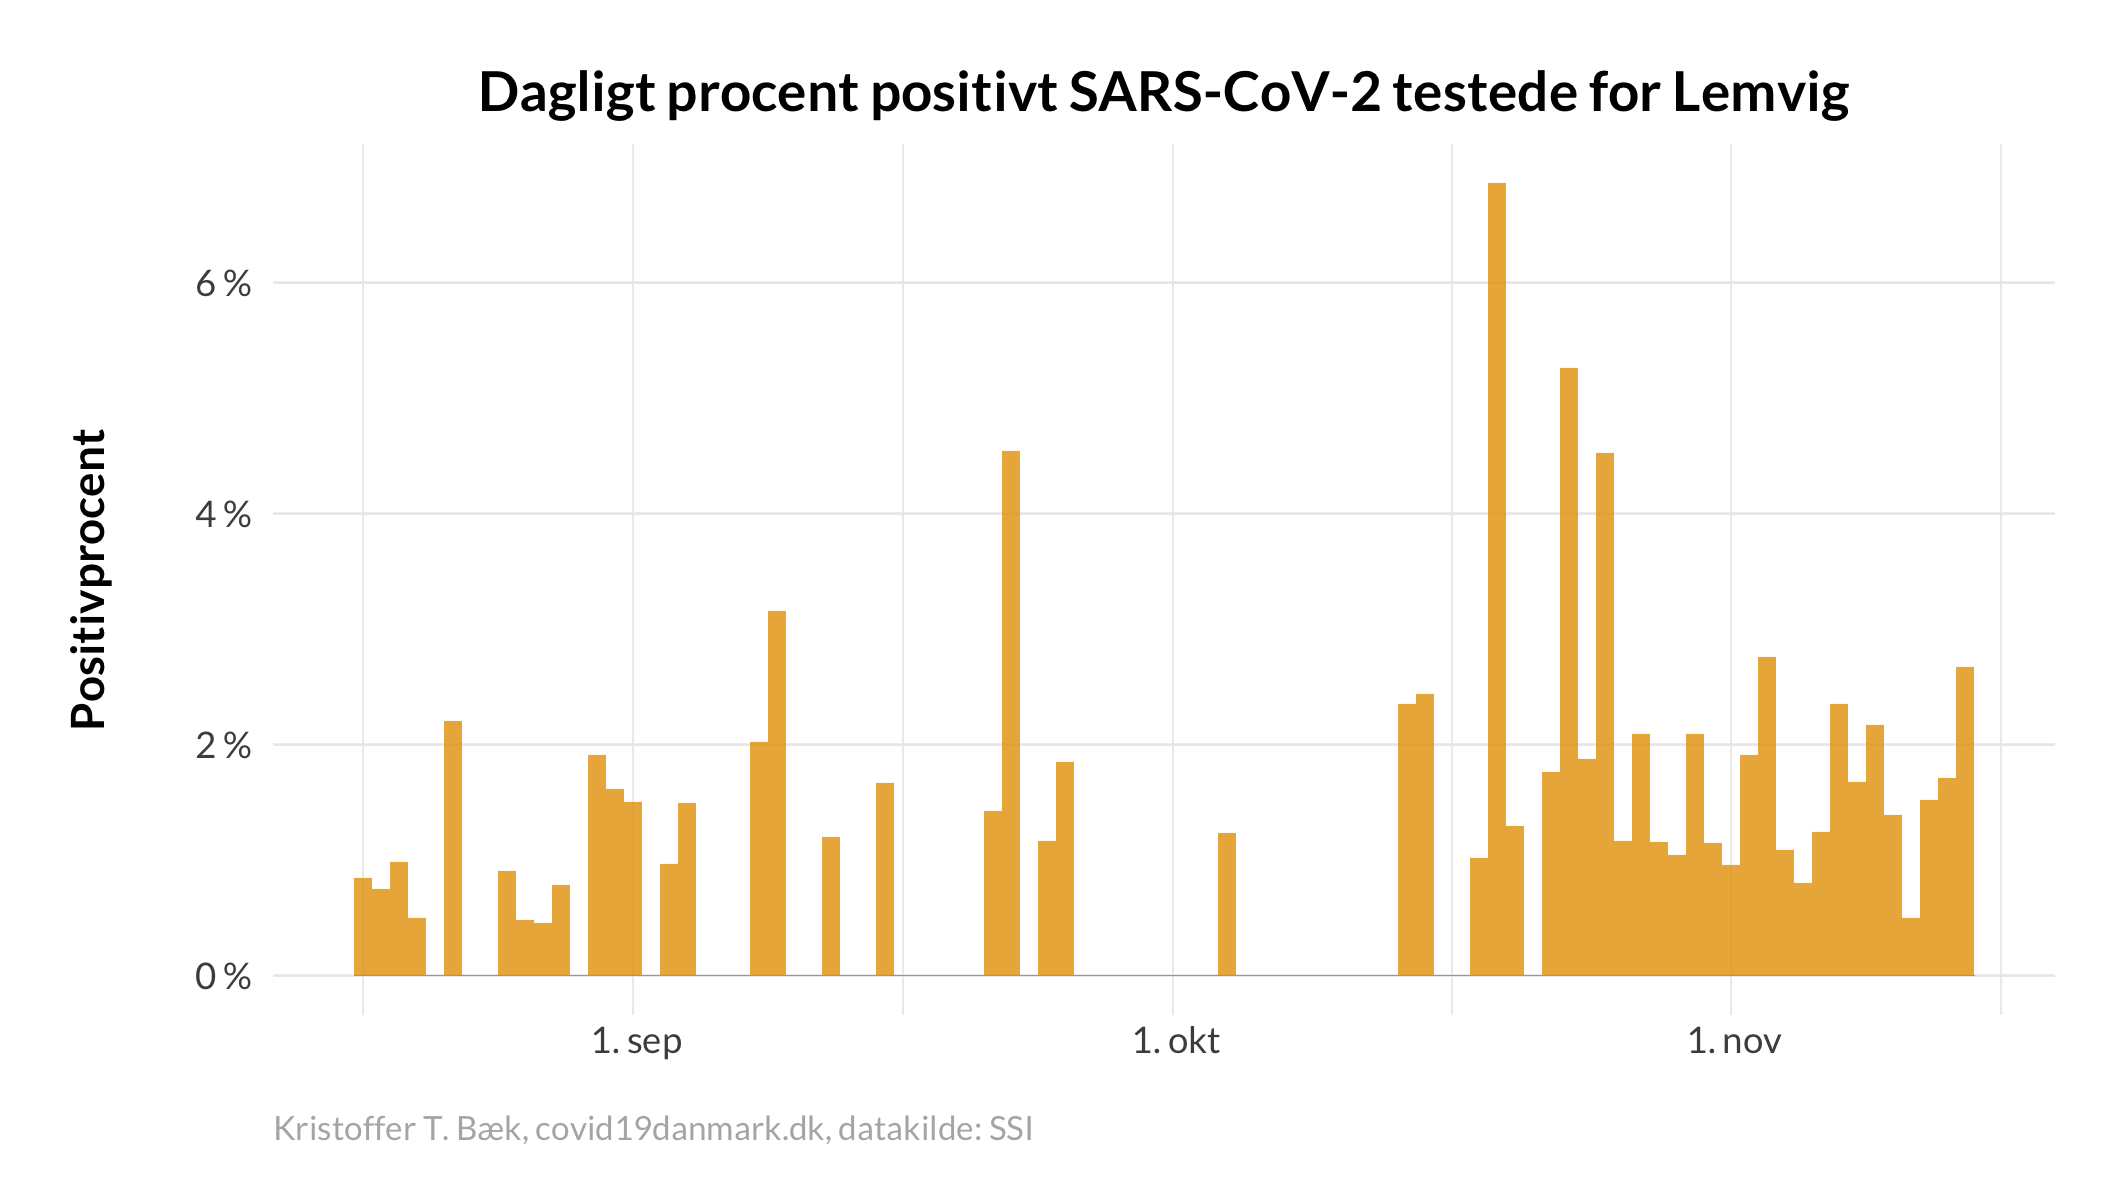 Dagligt procent positivt SARS-CoV-2 testede for Lemvig
Positivprocent
6 %
4 %
2 %
0 %
1. sep
1. okt
1. nov
Kristoffer T. Bæk, covid19danmark.dk, datakilde: SSI